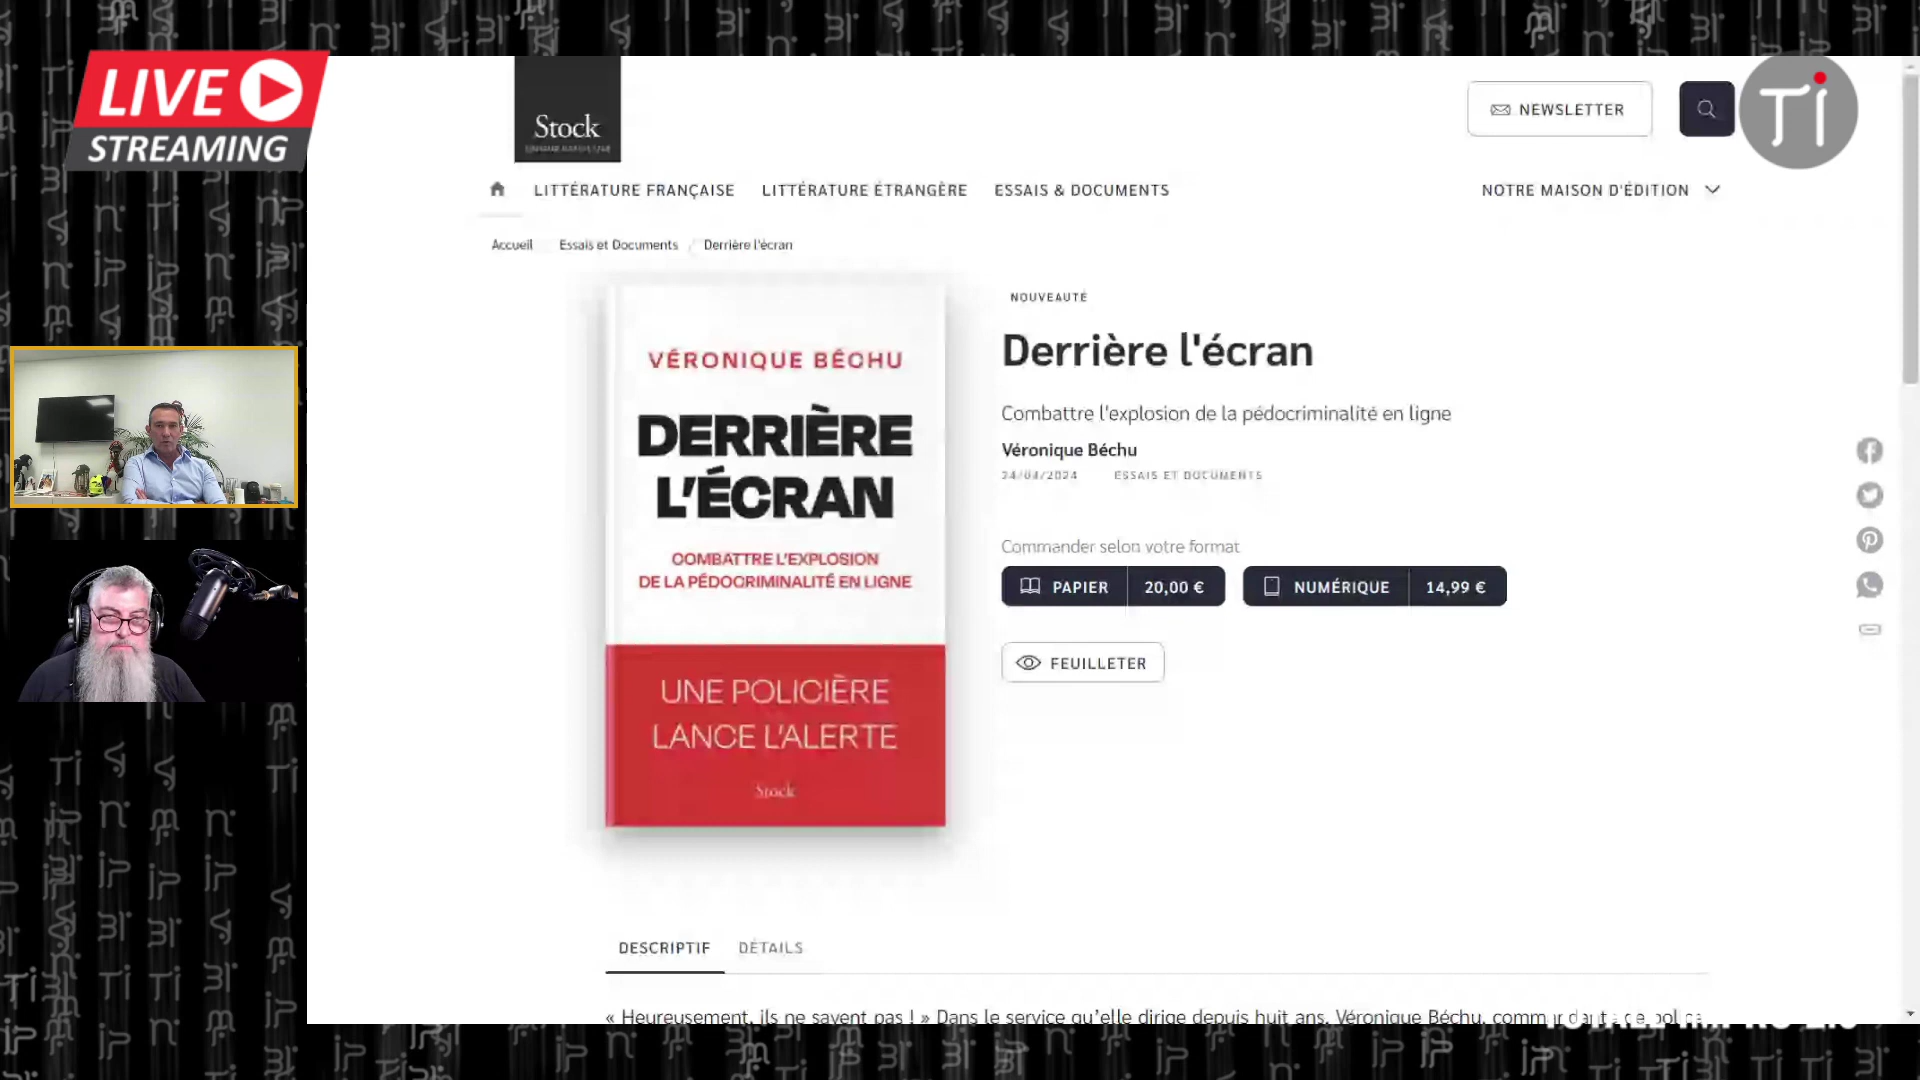 LIVE
STREAMING
Stock
NEWSLETTER
Ti
LITTÉRATURE FRANÇAISE
LITTÉRATURE ÉTRANGÈRE
ESSAIS & DOCUMENTS
NOTRE MAISON D'ÉDITION
Accueil
Essais et Documents
Derrière l'écran
VÉRONIQUE BÉCHU
DERRIÈRE
L'ÉCRAN
COMBATTRE L'EXPLOSION
DE LA PÉDOCRIMINALITÉ EN LIGNE
UNE POLICIÈRE
LANCE L'ALERTE
Stock
NOUVEAUTÉ
Derrière l'écran
Combattre l'explosion de la pédocriminalité en ligne
Véronique Béchu
24/04/2024
ESSAIS ET DOCUMENTS
Commander selon votre format
PAPIER 20,00 €
NUMÉRIQUE 14,99 €
FEUILLETER
DESCRIPTIF
DÉTAILS
« Heureusement, ils ne savent pas ! » Dans le service qu'elle dirige depuis huit ans, Véronique Béchu,